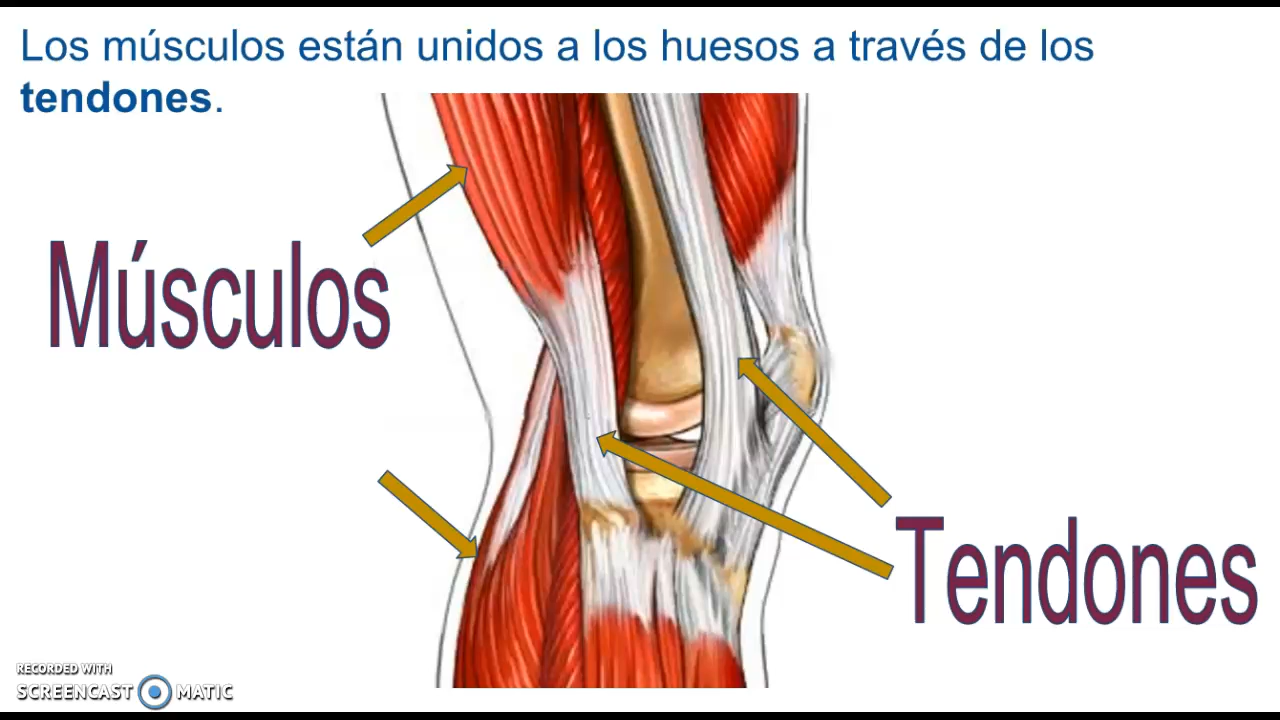 Los músculos están unidos a los huesos a través de los
tendones.
Músculos
Tendones
RECORDED WITH
SCREENCAST MATIC